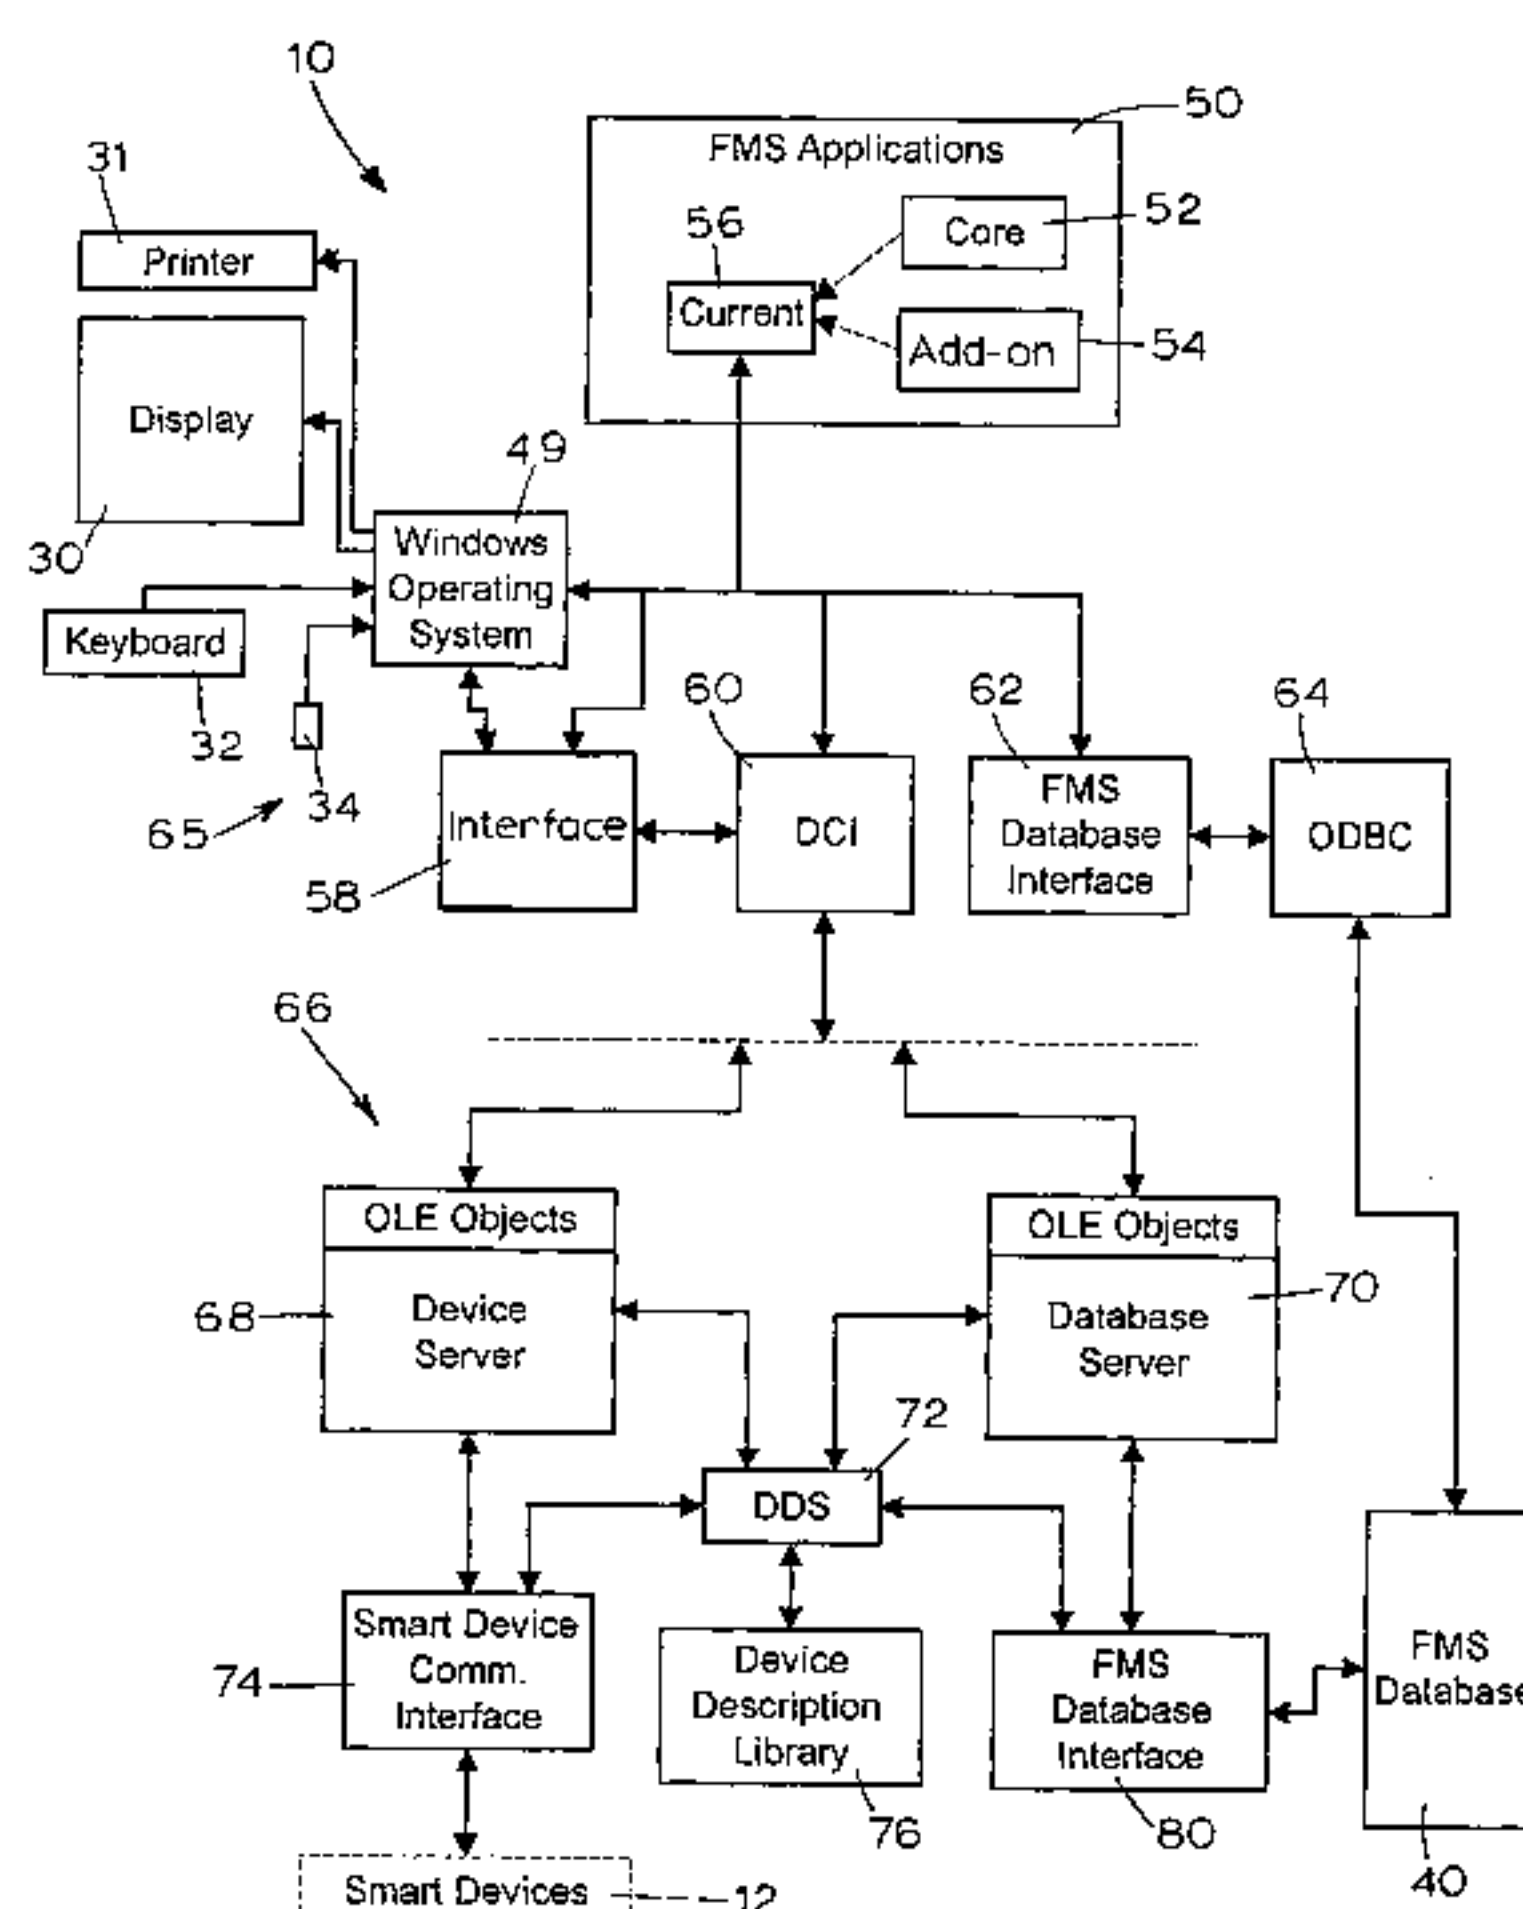 10
50
FMS Applications
31
56
Core
52
Printer
Current
Add-on
54
Display
49
30
Windows
Operating
System
Keyboard
32
34
65
60
62
64
Interface
58
DCI
FMS
Database
Interface
ODBC
66
OLE Objects
Device
Server
68
OLE Objects
Database
Server
70
72
DDS
Smart Device
Comm.
Interface
74
Device
Description
Library
76
FMS
Database
Interface
80
FMS
Database
40
Smart Devices
12